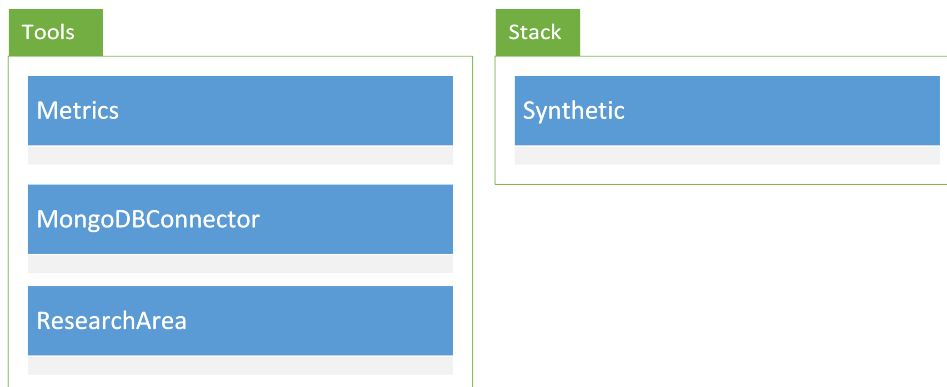 Tools
Metrics
MongoDBConnector
ResearchArea
Stack
Synthetic